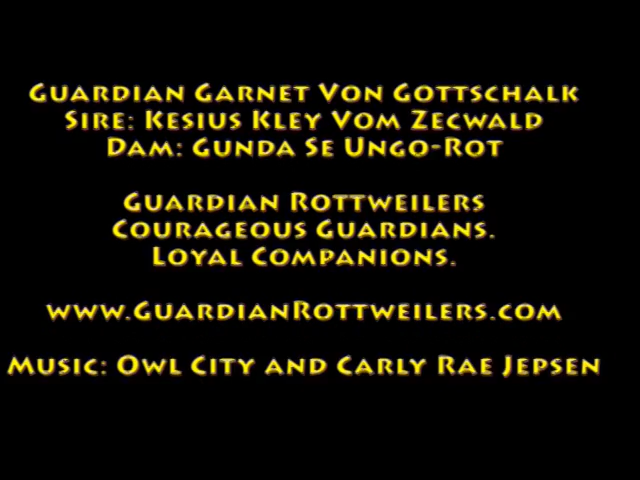 Guardian Garnet Von Gottschalk
Sire: Kesius Kley Vom Zecwald
Dam: Gunda Se Ungo-Rot
Guardian Rottweilers
Courageous Guardians.
Loyal Companions.
www.GuardianRottweilers.com
Music: Owl City and Carly Rae Jepsen